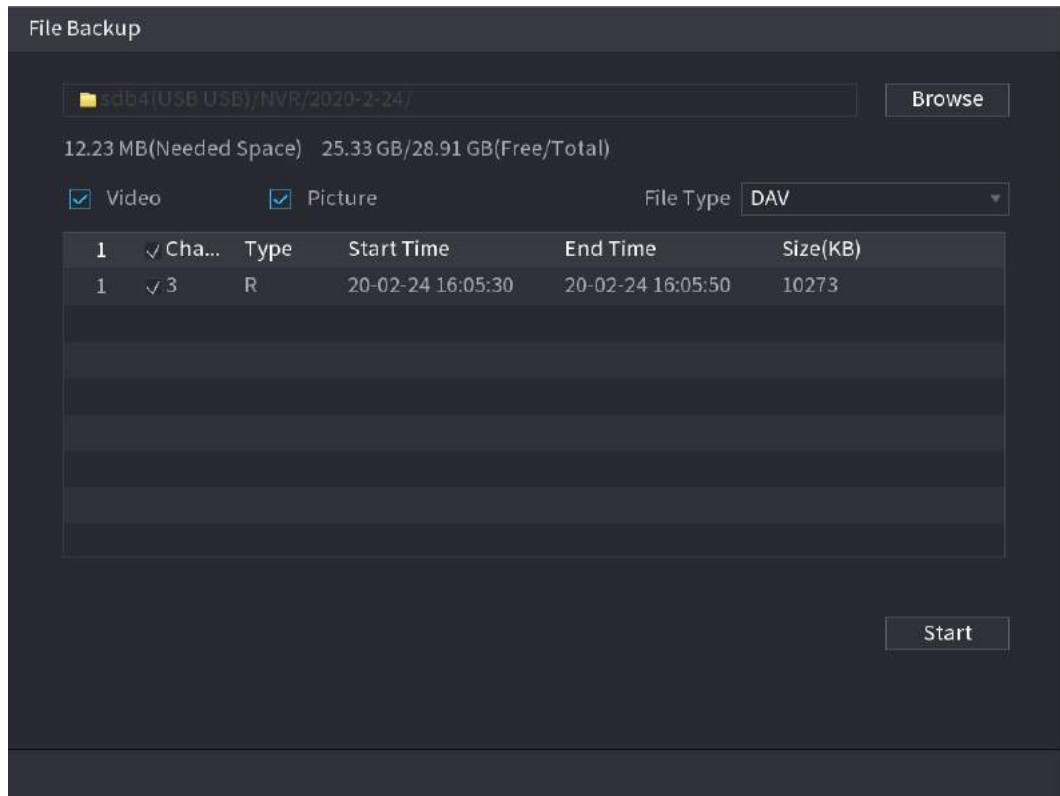 File Backup
sdb4(USB USB)/NVR/2020-2-24/ Browse
12.23 MB(Needed Space) 25.33 GB/28.91 GB(Free/Total)
Video Picture File Type DAV
1 Cha... Type Start Time End Time Size(KB)
1 3 R 20-02-24 16:05:30 20-02-24 16:05:50 10273
Start